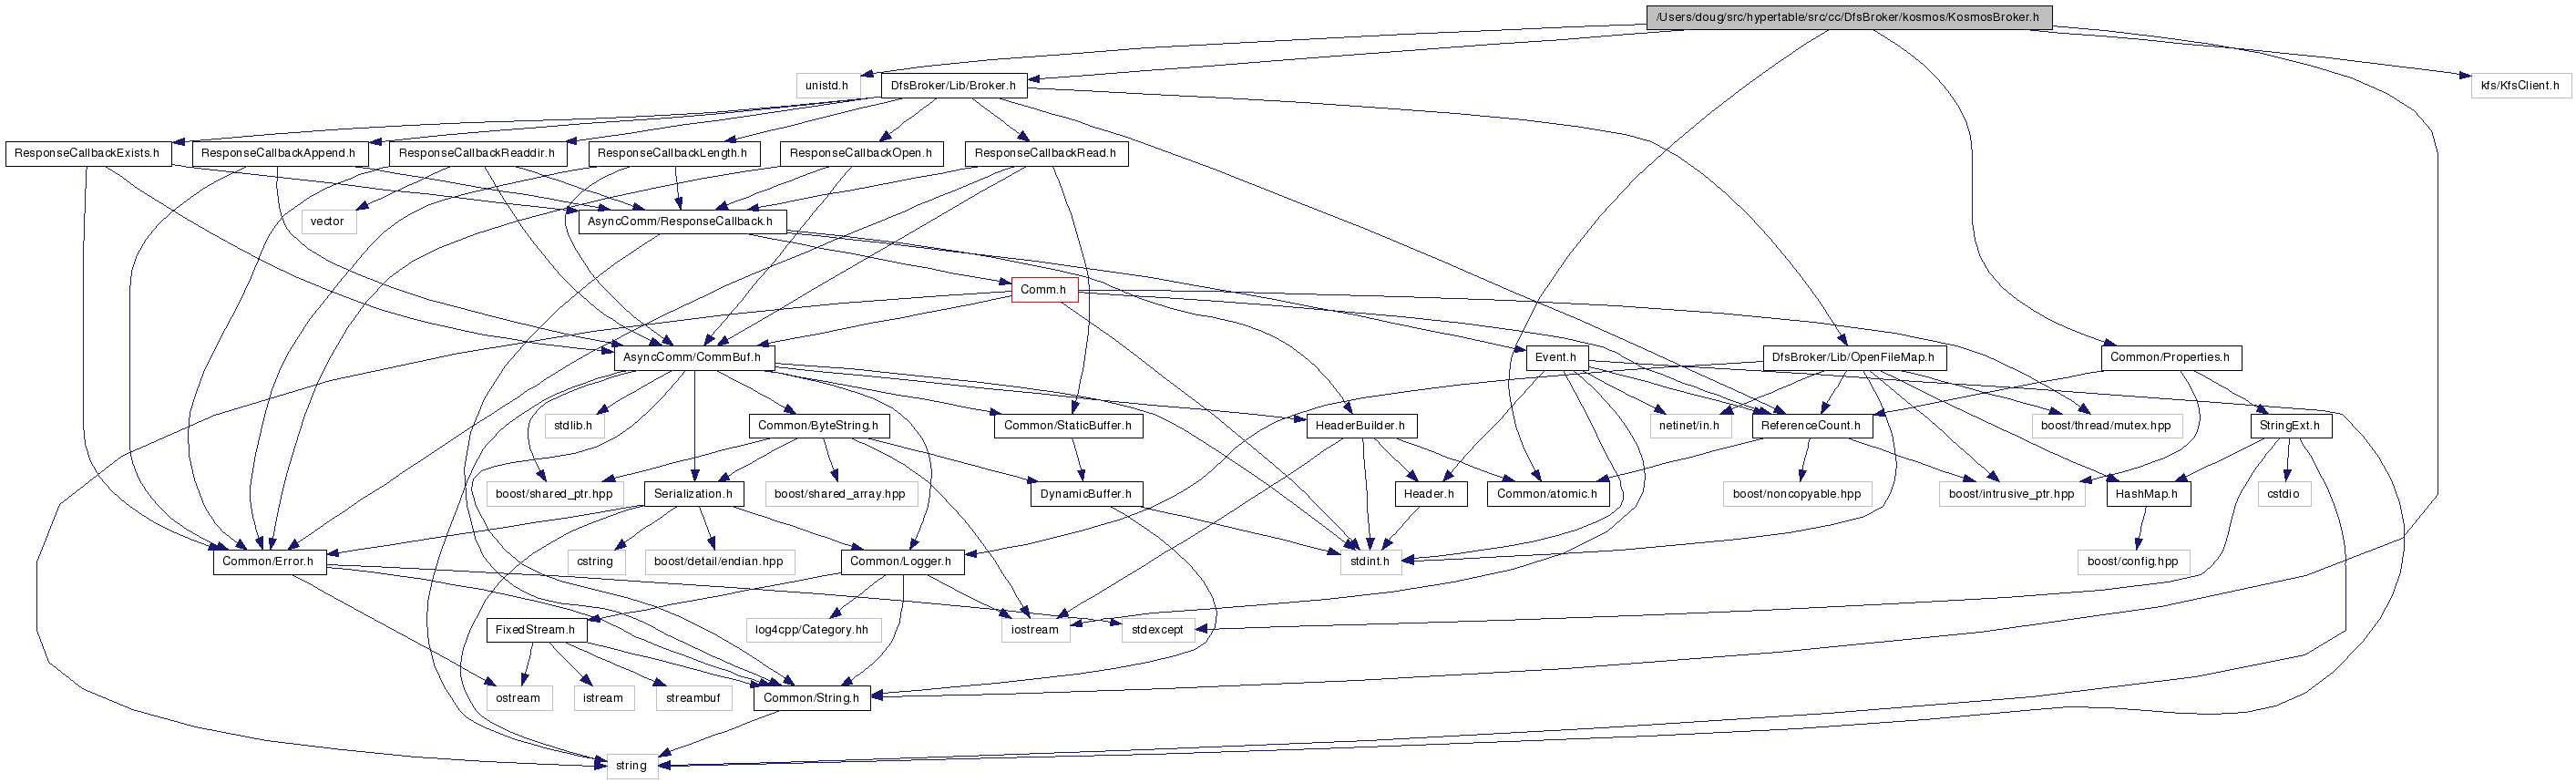 /Users/doug/src/hypertable/src/cc/DfsBroker/kosmos/KosmosBroker.h
unistd.h
DfsBroker/Lib/Broker.h
kfs/KfsClient.h
ResponseCallbackExists.h
ResponseCallbackAppend.h
ResponseCallbackReaddir.h
ResponseCallbackLength.h
ResponseCallbackOpen.h
ResponseCallbackRead.h
vector
AsyncComm/ResponseCallback.h
Comm.h
AsyncComm/CommBuf.h
Event.h
DfsBroker/Lib/OpenFileMap.h
Common/Properties.h
stdlib.h
Common/ByteString.h
Common/StaticBuffer.h
HeaderBuilder.h
netinet/in.h
ReferenceCount.h
boost/thread/mutex.hpp
StringExt.h
boost/shared_ptr.hpp
Serialization.h
boost/shared_array.hpp
DynamicBuffer.h
Header.h
Common/atomic.h
boost/noncopyable.hpp
boost/intrusive_ptr.hpp
HashMap.h
cstdio
Common/Error.h
cstring
boost/detail/endian.hpp
Common/Logger.h
stdint.h
boost/config.hpp
FixedStream.h
log4cpp/Category.hh
iostream
stdexcept
ostream
istream
streambuf
Common/String.h
string